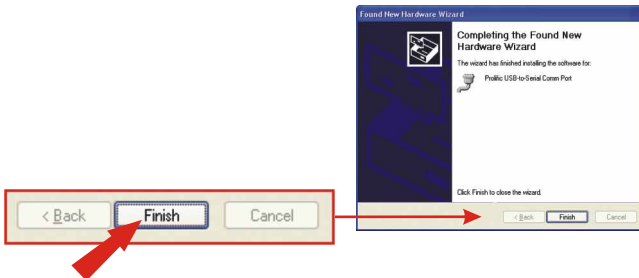 Found New Hardware Wizard
Completing the Found New
Hardware Wizard
The wizard has finished installing the software for:
Prolific USB-to-Serial Comm Port
Click Finish to close the wizard.
< Back Finish Cancel
< Back Finish Cancel